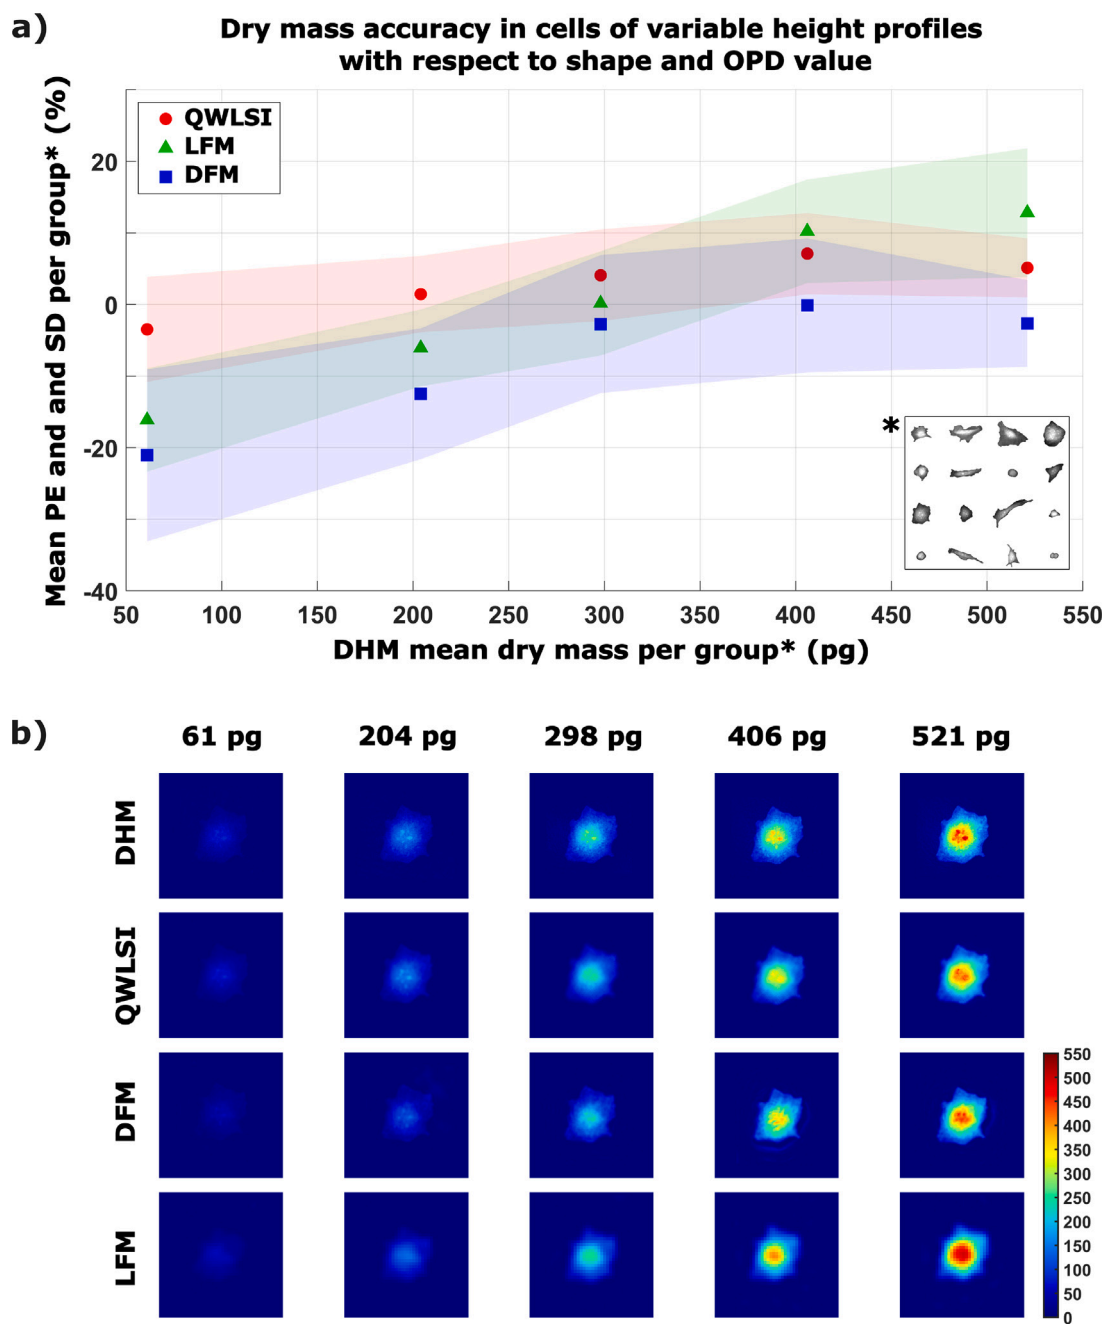 a)
Dry mass accuracy in cells of variable height profiles
with respect to shape and OPD value
Mean PE and and SD per group* (%)
QWLSI
LFM
DFM
20
0
-20
-40
*
50 100 150 200 250 300 350 400 450 500 550
DHM mean dry mass per group* (pg)
b)
61 pg 204 pg 298 pg 406 pg 521 pg
DHM
QWLSI
DFM
LFM
550
500
450
400
350
300
250
200
150
100
50
0